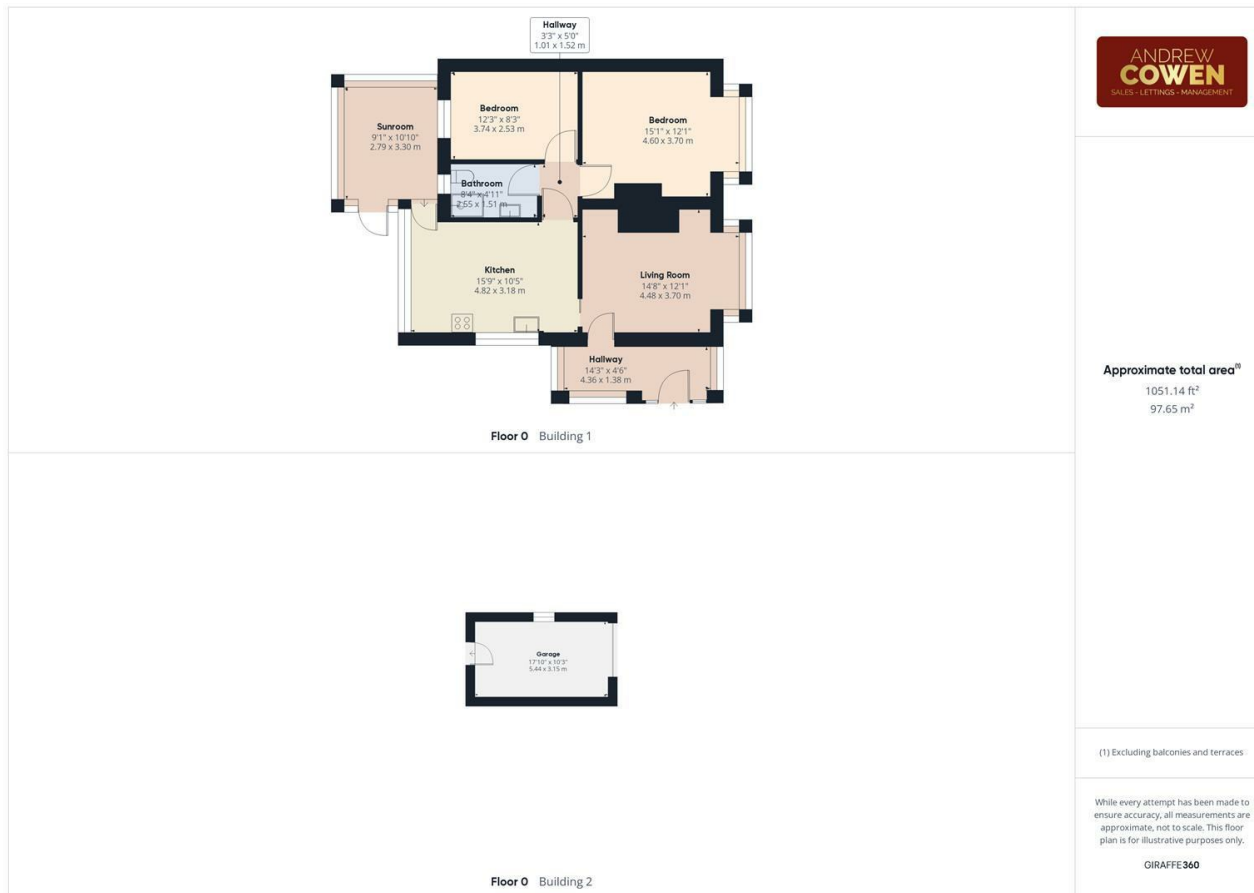 Hallway
3'3" x 5'0"
1.01 x 1.52 m
Bedroom
12'3" x 8'3"
3.74 x 2.53 m
Bedroom
15'1" x 12'1"
4.60 x 3.70 m
Sunroom
9'1" x 10'10"
2.79 x 3.30 m
Bathroom
8'4" x 4'11"
2.55 x 1.51 m
Kitchen
15'9" x 10'5"
4.82 x 3.18 m
Living Room
14'8" x 12'1"
4.48 x 3.70 m
Hallway
14'3" x 4'6"
4.36 x 1.38 m
Floor 0 Building 1
Garage
17'10" x 10'3"
5.44 x 3.15 m
Floor 0 Building 2
ANDREW
COWEN
SALES - LETTINGS - MANAGEMENT
Approximate total area(1)
1051.14 ft²
97.65 m²
(1) Excluding balconies and terraces
While every attempt has been made to
ensure accuracy, all measurements are
approximate, not to scale. This floor
plan is for illustrative purposes only.
GIRAFFE360